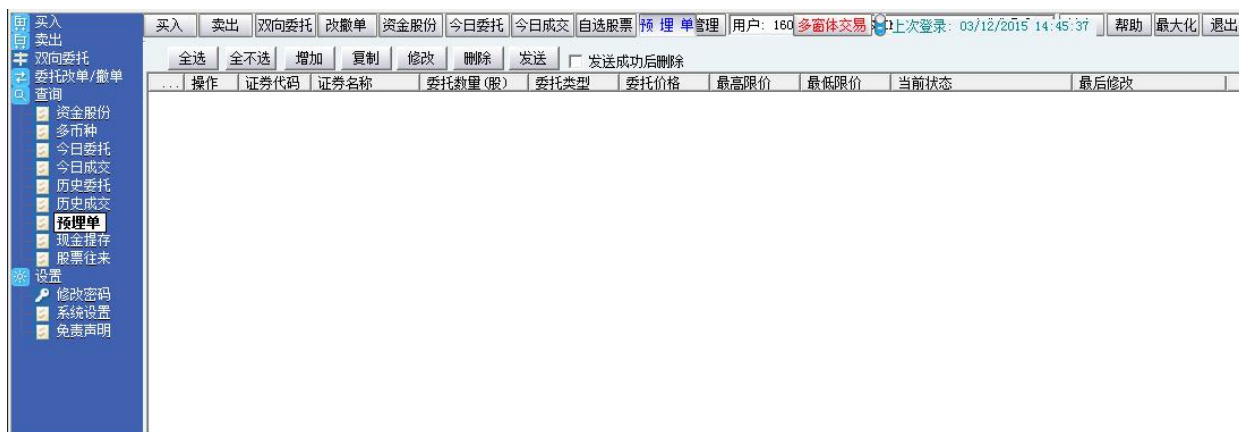 买入 卖出 双向委托 改撤单 资金股份 今日委托 今日成交 自选股票 预 埋 单 管理 用户: 160 多窗体交易 上次登录: 03/12/2015 14:45:37 帮助 最大化 退出
全选 全不选 增加 复制 修改 删除 发送 发送成功后删除
... 操作 证券代码 证券名称 委托数量(股) 委托类型 委托价格 最高限价 最低限价 当前状态 最后修改
买入
卖出
双向委托
委托改单/撤单
查询
资金股份
多币种
今日委托
今日成交
历史委托
历史成交
预埋单
现金提存
股票往来
设置
修改密码
系统设置
免责声明